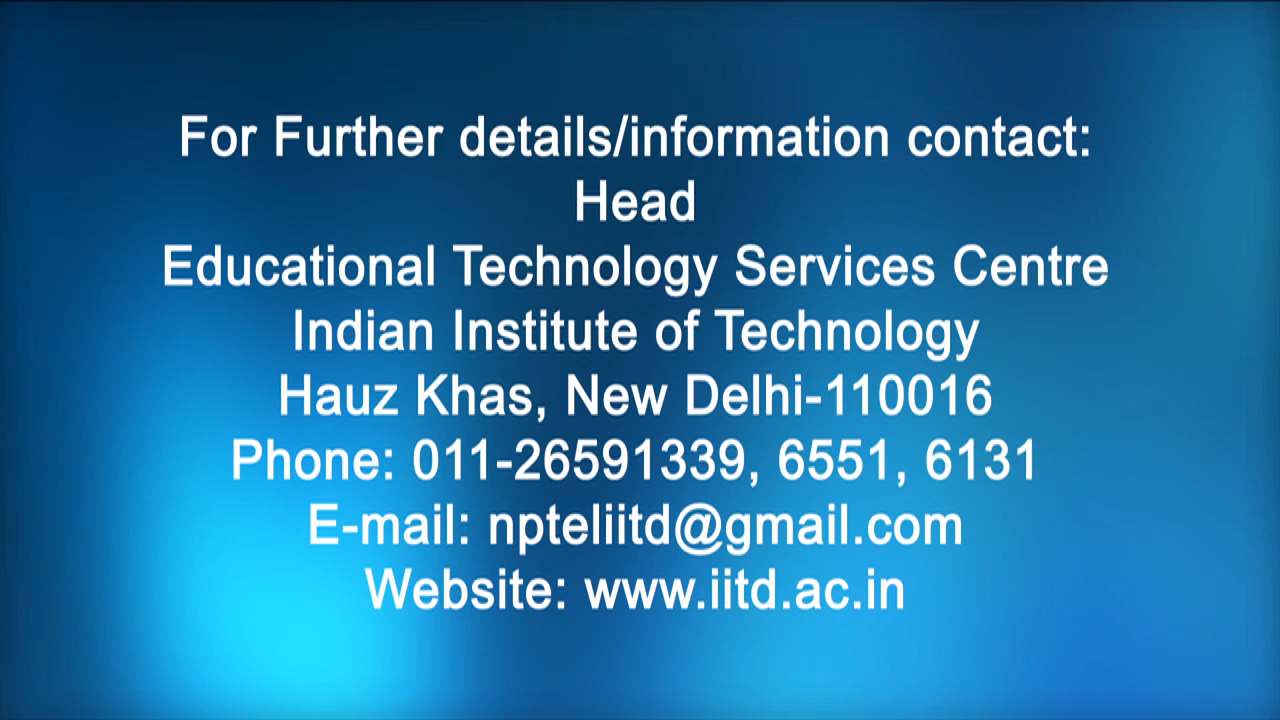 For Further details/information contact:
Head
Educational Technology Services Centre
Indian Institute of Technology
Hauz Khas, New Delhi-110016
Phone: 011-26591339, 6551, 6131
E-mail: npteliitd@gmail.com
Website: www.iitd.ac.in